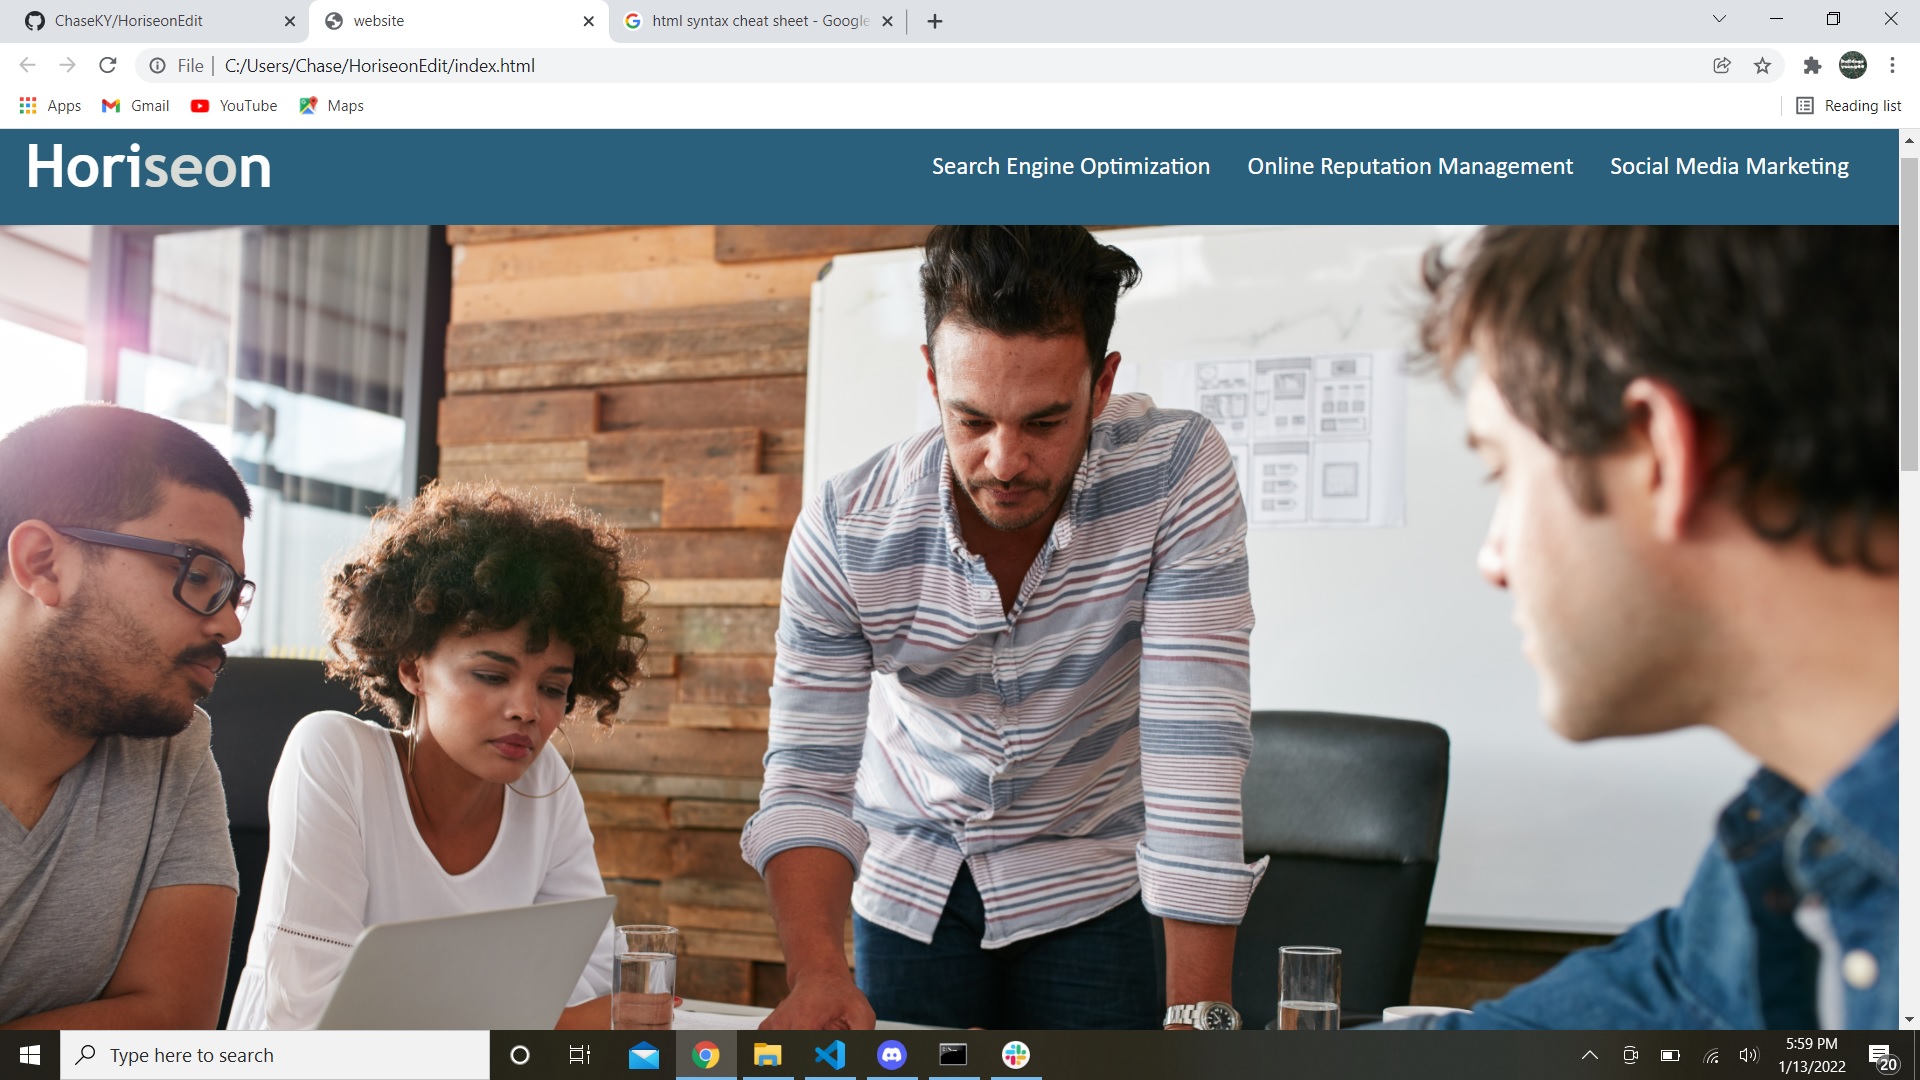 ChaseKY/HoriseonEdit
website
html syntax cheat sheet - Google
File | C:/Users/Chase/HoriseonEdit/index.html
Apps
Gmail
YouTube
Maps
Reading list
Horiseon
Search Engine Optimization
Online Reputation Management
Social Media Marketing
Type here to search
5:59 PM
1/13/2022
20